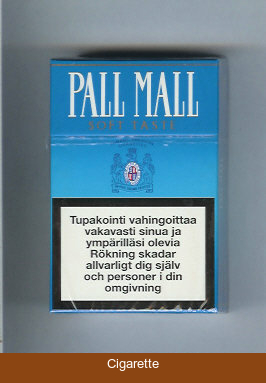 PALL MALL
SOFT TASTE
Tupakointi vahingoittaa
vakavasti sinua ja
ympärilläsi olevia
Rökning skadar
allvarligt dig själv
och personer i din
omgivning
Cigarette